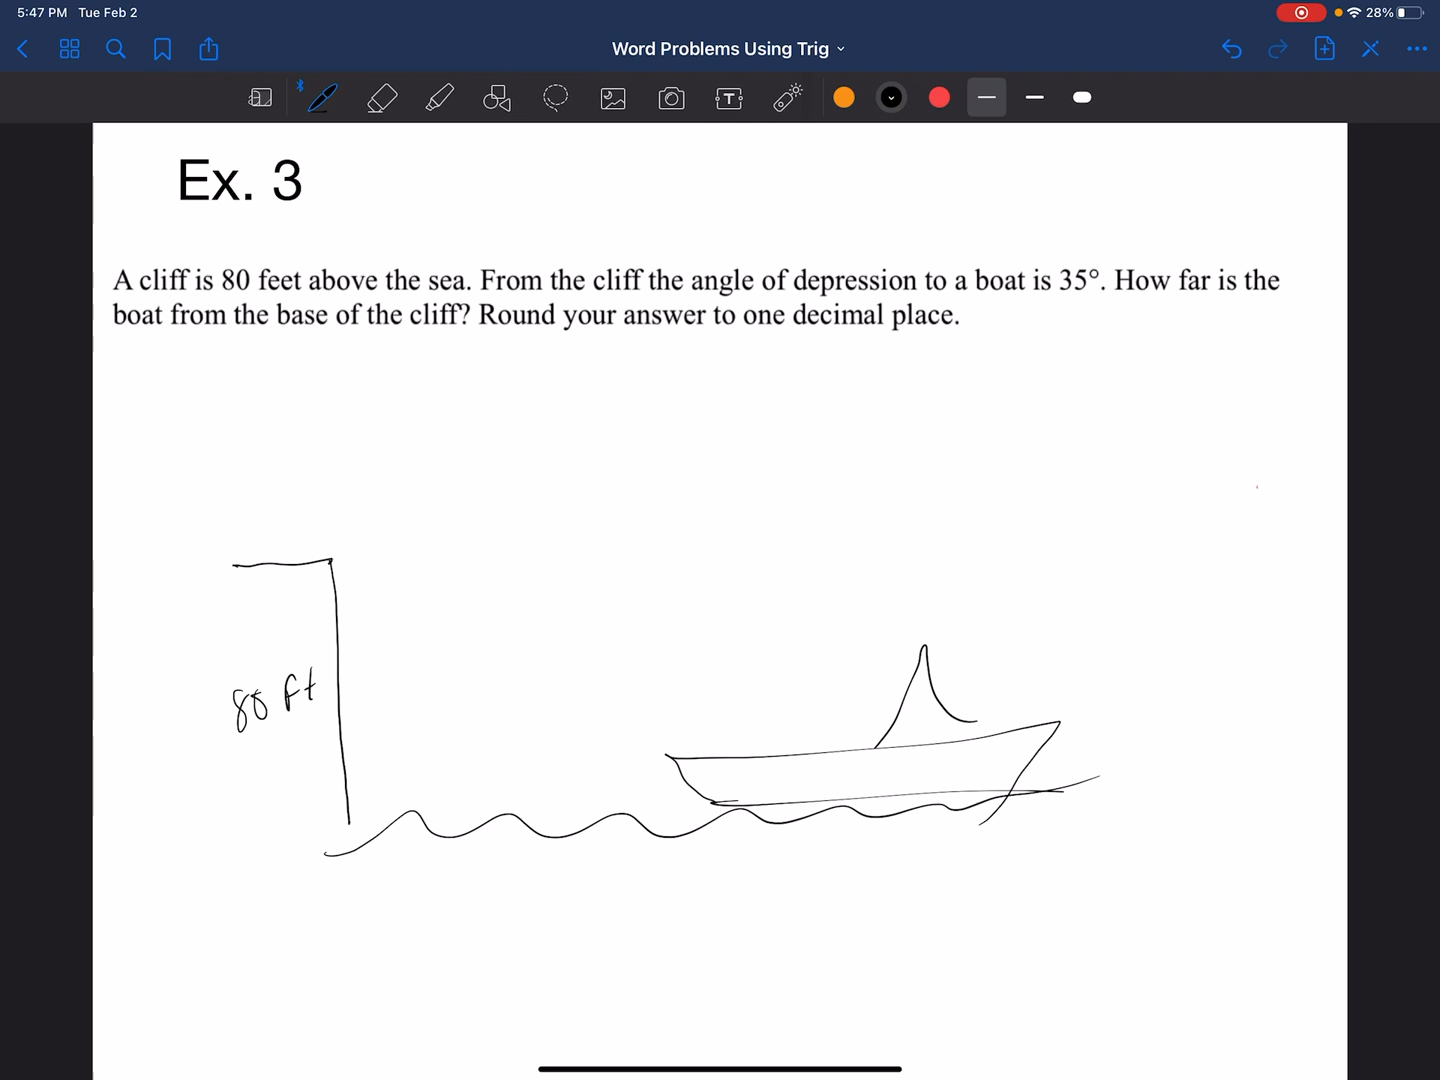 5:47 PM Tue Feb 2
28%
Word Problems Using Trig
T
Ex. 3
A cliff is 80 feet above the sea. From the cliff the angle of depression to a boat is 35°. How far is the
boat from the base of the cliff? Round your answer to one decimal place.
80 ft